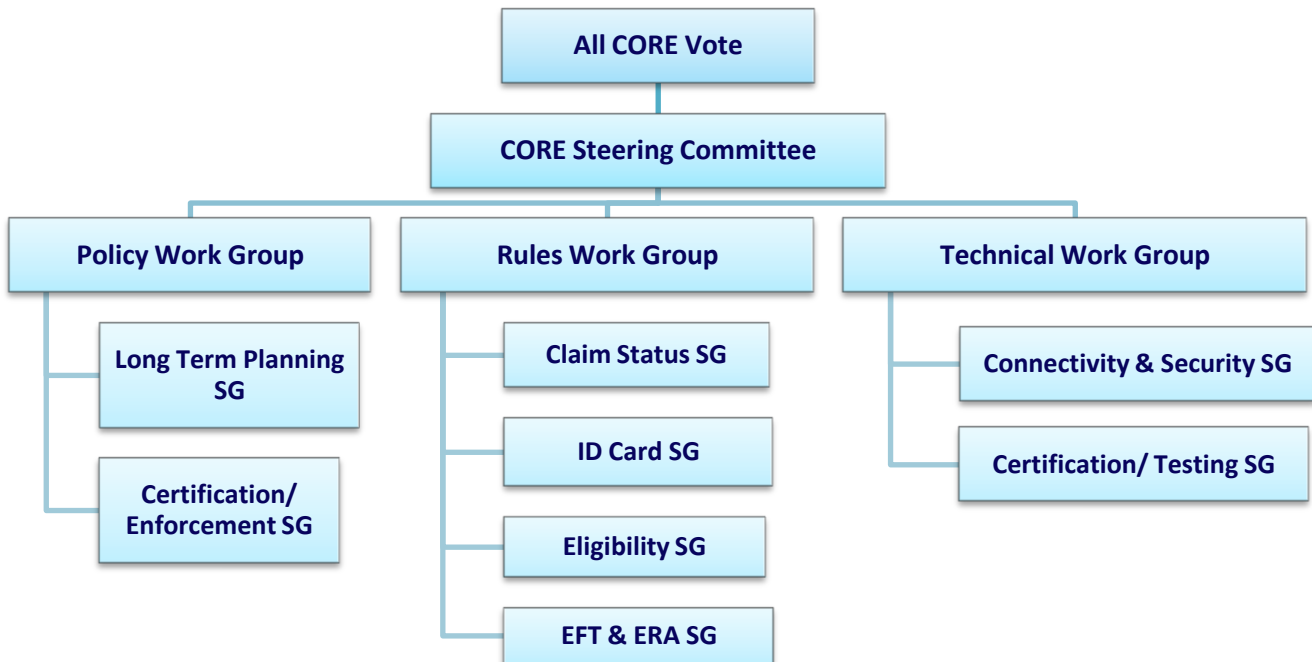 All CORE Vote
CORE Steering Committee
Policy Work Group
Long Term Planning
SG
Certification/
Enforcement SG
Rules Work Group
Claim Status SG
ID Card SG
Eligibility SG
EFT & ERA SG
Technical Work Group
Connectivity & Security SG
Certification/ Testing SG